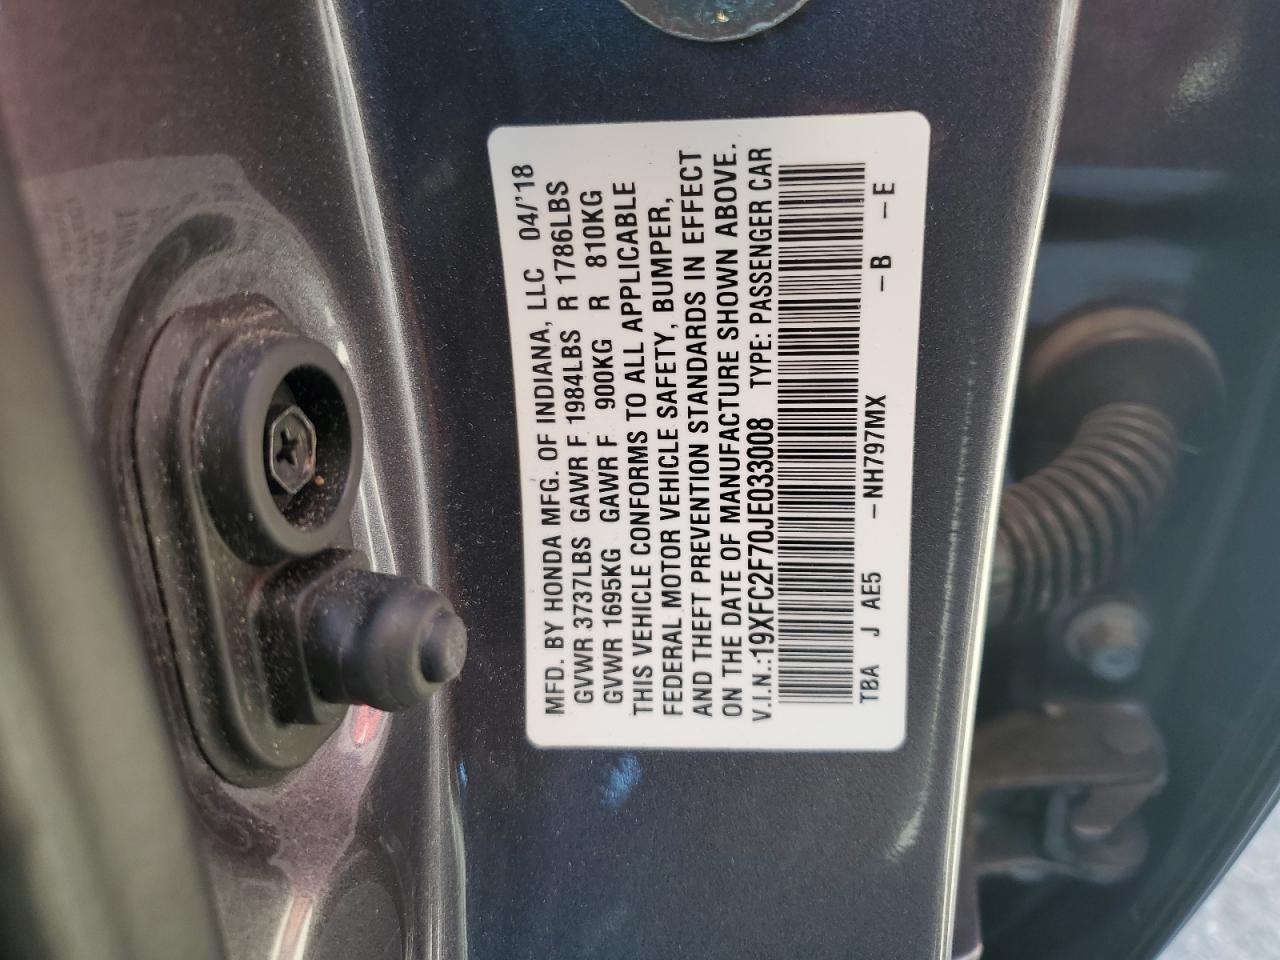 MFD. BY HONDA MFG. OF INDIANA, LLC 04/'18
GVWR 3737LBS GAWR F 1984LBS R 1786LBS
GVWR 1695KG GAWR F 900KG R 810KG
THIS VEHICLE CONFORMS TO ALL APPLICABLE
FEDERAL MOTOR VEHICLE SAFETY, BUMPER,
AND THEFT PREVENTION STANDARDS IN EFFECT
ON THE DATE OF MANUFACTURE SHOWN ABOVE.
V.I.N.:19XFC2F70JE033008 TYPE: PASSENGER CAR
TBA J AE5 -NH797MX -B -E